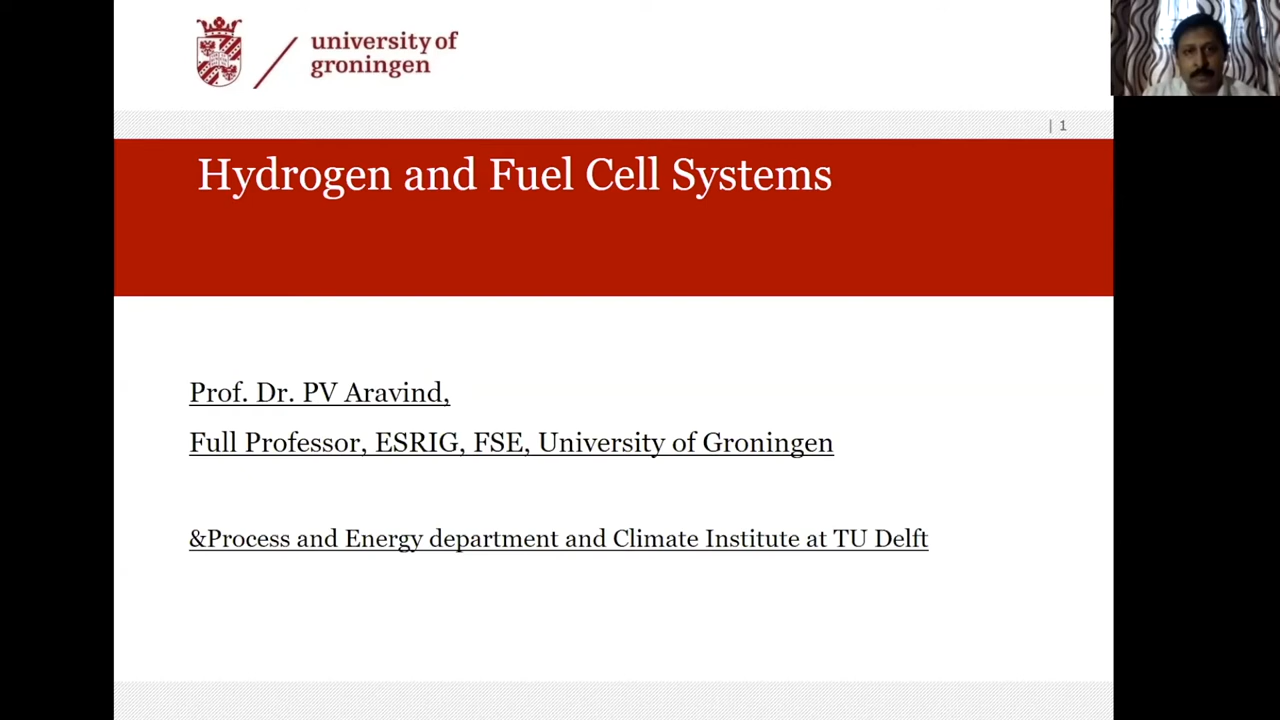 university of
groningen
| 1
Hydrogen and Fuel Cell Systems
Prof. Dr. PV Aravind,
Full Professor, ESRIG, FSE, University of Groningen
&Process and Energy department and Climate Institute at TU Delft